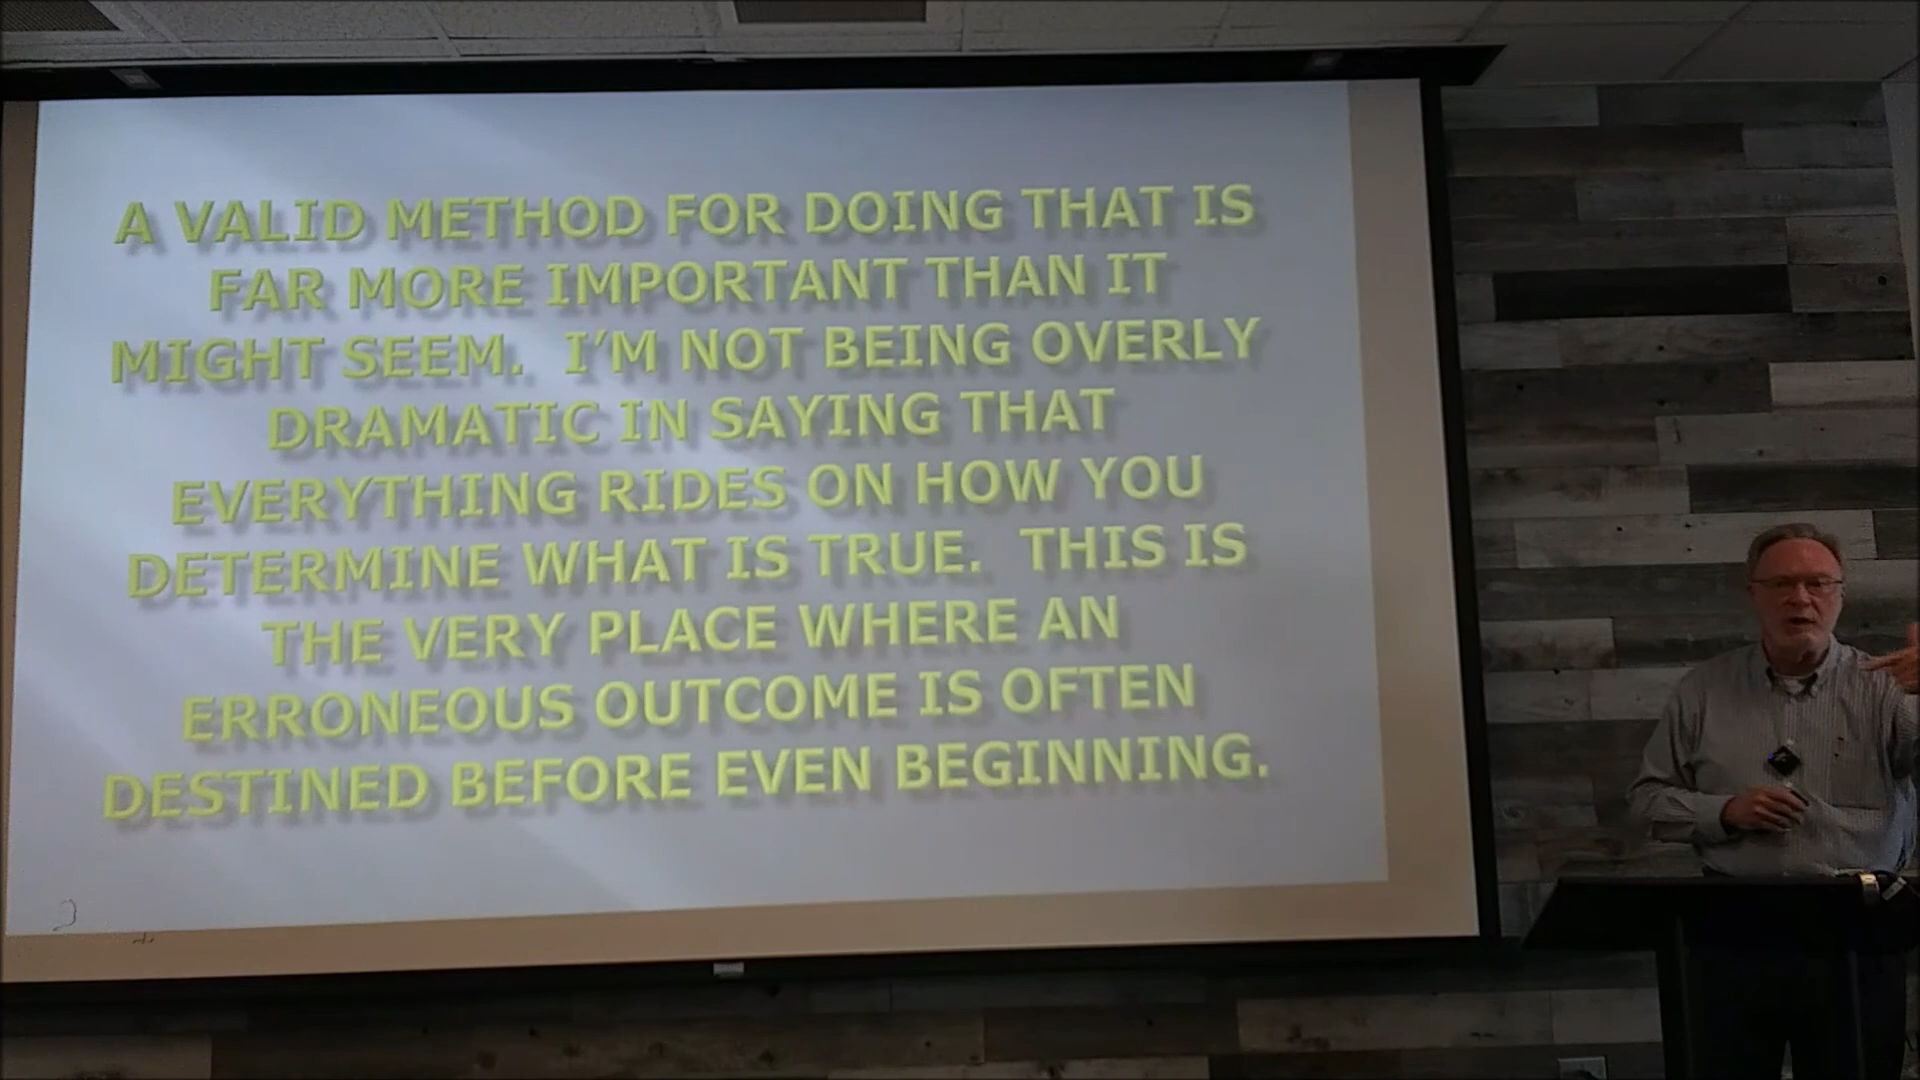 A VALID METHOD FOR DOING THAT IS
FAR MORE IMPORTANT THAN IT
MIGHT SEEM.  I'M NOT BEING OVERLY
DRAMATIC IN SAYING THAT
EVERYTHING RIDES ON HOW YOU
DETERMINE WHAT IS TRUE.  THIS IS
THE VERY PLACE WHERE AN
ERRONEOUS OUTCOME IS OFTEN
DESTINED BEFORE EVEN BEGINNING.